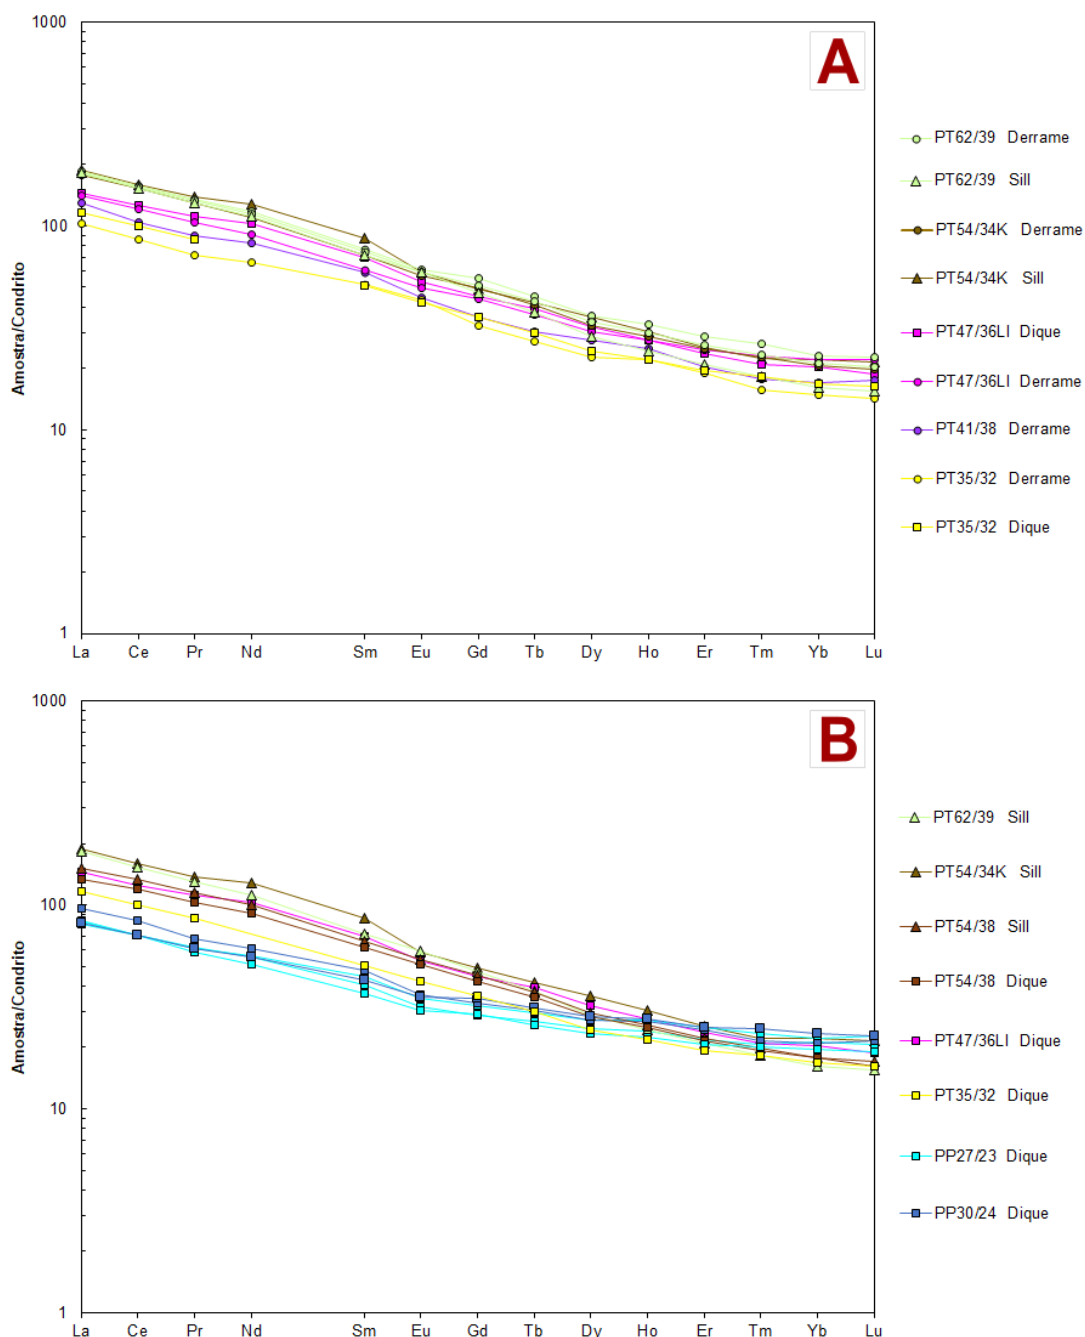 A
1000
100
10
1
Amostra/Condrito
La Ce Pr Nd Sm Eu Gd Tb Dy Ho Er Tm Yb Lu
PT62/39 Derrame
PT62/39 Sill
PT54/34K Derrame
PT54/34K Sill
PT47/36LI Dique
PT47/36LI Derrame
PT41/38 Derrame
PT35/32 Derrame
PT35/32 Dique
B
1000
100
10
1
Amostra/Condrito
La Ce Pr Nd Sm Eu Gd Tb Dy Ho Er Tm Yb Lu
PT62/39 Sill
PT54/34K Sill
PT54/38 Sill
PT54/38 Dique
PT47/36LI Dique
PT35/32 Dique
PP27/23 Dique
PP30/24 Dique